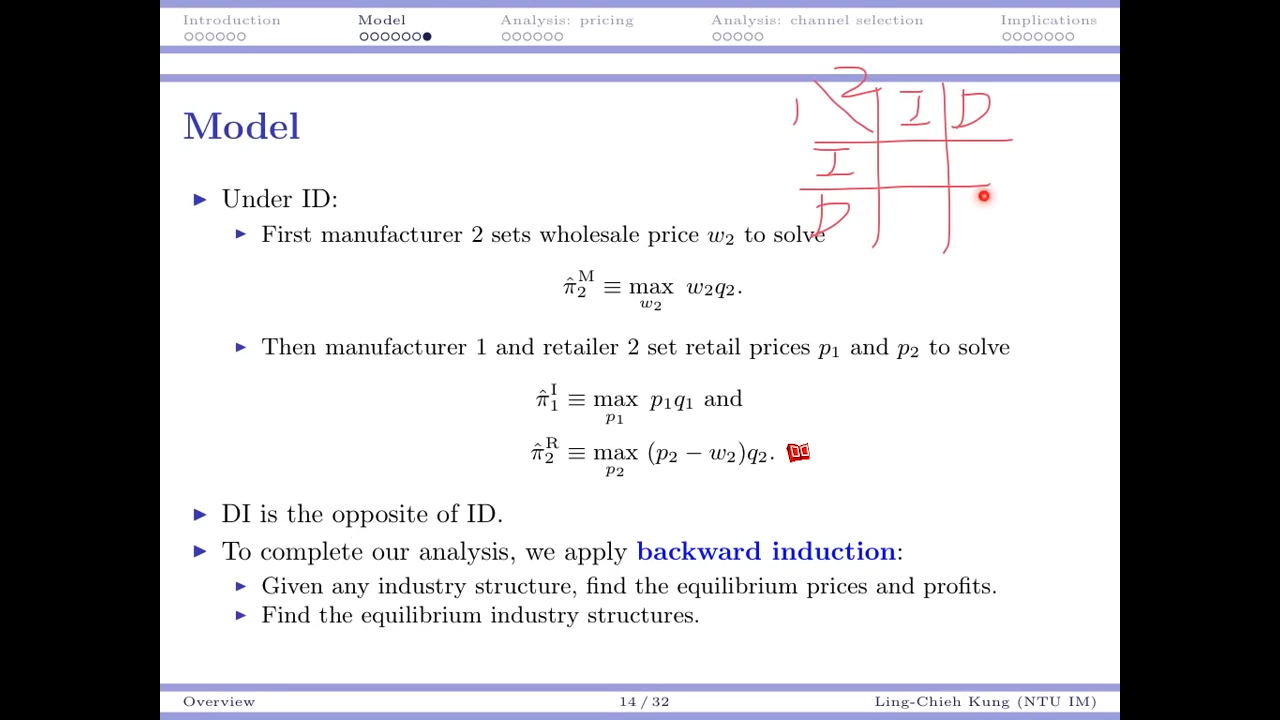 Introduction Model Analysis: pricing Analysis: channel selection Implications
2 I D
1
Model
I
Under ID:
D
First manufacturer 2 sets wholesale price w₂ to solve
π̂₂ᴹ ≡ max w₂q₂.
w₂
Then manufacturer 1 and retailer 2 set retail prices p₁ and p₂ to solve
π̂₁ᴵ ≡ max p₁q₁ and
p₁
π̂₂ᴿ ≡ max (p₂ − w₂)q₂.
p₂
DI is the opposite of ID.
To complete our analysis, we apply backward induction:
Given any industry structure, find the equilibrium prices and profits.
Find the equilibrium industry structures.
Overview 14 / 32 Ling-Chieh Kung (NTU IM)